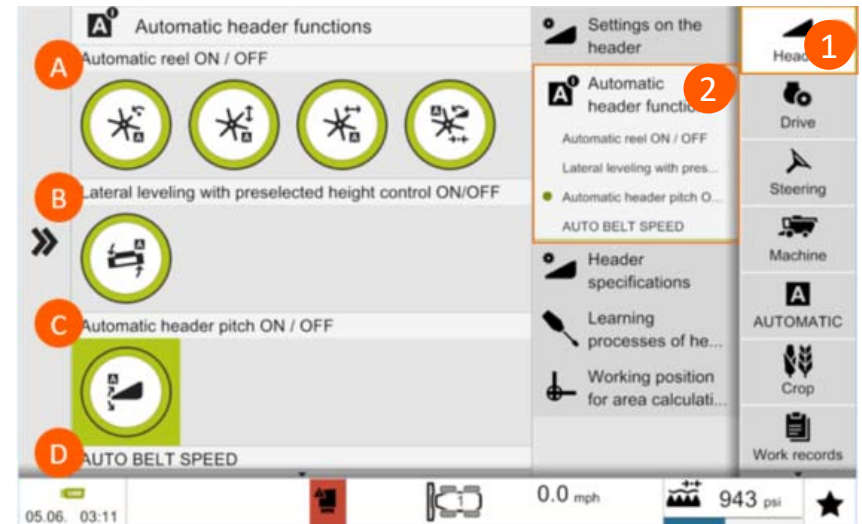 Automatic header functions
A
Automatic reel ON / OFF
B
Lateral leveling with preselected height control ON/OFF
C
Automatic header pitch ON / OFF
D
AUTO BELT SPEED
Settings on the
header
2
Automatic
header functi
Automatic reel ON / OFF
Lateral leveling with pres...
Automatic header pitch O...
AUTO BELT SPEED
Header
specifications
Learning
processes of he...
Working position
for area calculati...
1
Head
Drive
Steering
Machine
A
AUTOMATIC
Crop
Work records
05.06. 03:11
1
0.0 mph
943 psi